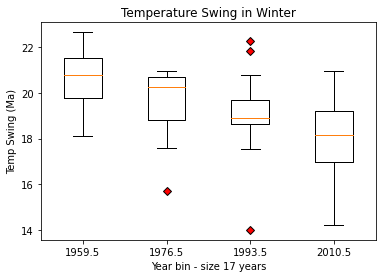 Temperature Swing in Winter
Temp Swing (Ma)
22
20
18
16
14
1959.5 1976.5 1993.5 2010.5
Year bin - size 17 years